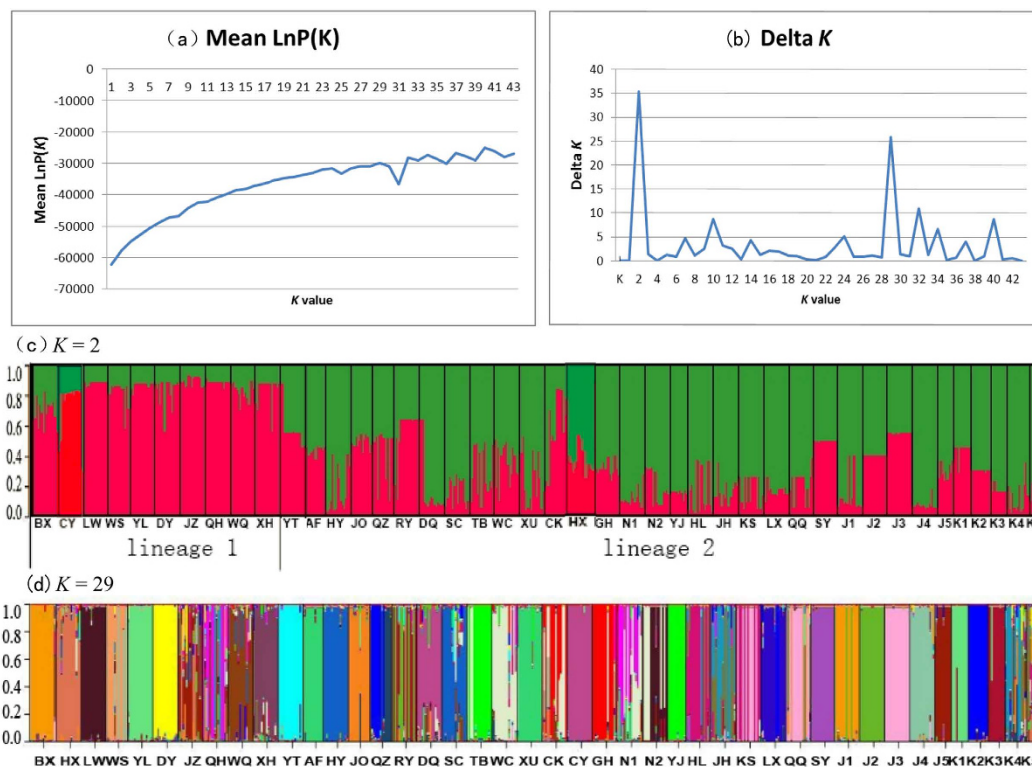 (a) Mean LnP(K)
0
-10000
-20000
-30000
-40000
-50000
-60000
-70000
1 3 5 7 9 11 13 15 17 19 21 23 25 27 29 31 33 35 37 39 41 43
Mean LnP(K)
K value
(b) Delta K
40
35
30
25
20
15
10
5
0
K 2 4 6 8 10 12 14 16 18 20 22 24 26 28 30 32 34 36 38 40 42
Delta K
K value
(c) K = 2
1.0
0.8
0.6
0.4
0.2
0.0
BX CY LW WS YL DY JZ QH WQ XH YT AF HY JO QZ RY DQ SC TB WC XU CK HX GH N1 N2 YJ HL JH KS LX QQ SY J1 J2 J3 J4 J5 K1 K2 K3 K4 K
lineage 1 lineage 2
(d) K = 29
1.0
0.8
0.6
0.4
0.2
0.0
BX HX LW WS YL DY JZ QH WQ XH YT AF HY JO QZ RY DQ SC TB WC XU CK CY GH N1 N2 YJ HL JH KS LX QQ SY J1 J2 J3 J4 J5 K1 K2 K3 K4